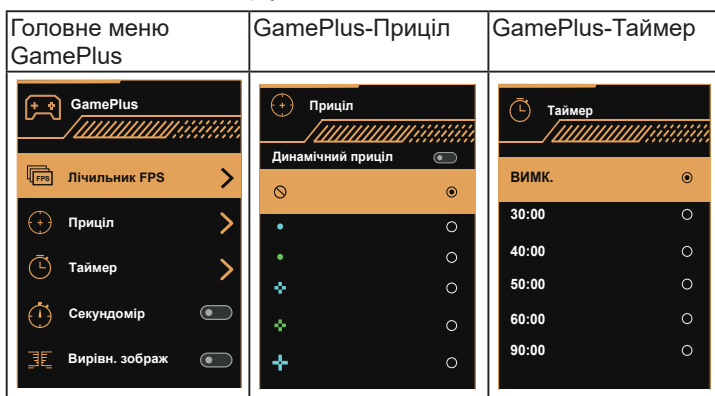 Головне меню
GamePlus
GamePlus-Приціл
GamePlus-Таймер
GamePlus
FPS
Лічильник FPS
Приціл
Таймер
Секундомір
Вирівн. зображ
Приціл
Динамічний приціл
Таймер
ВИМК.
30:00
40:00
50:00
60:00
90:00